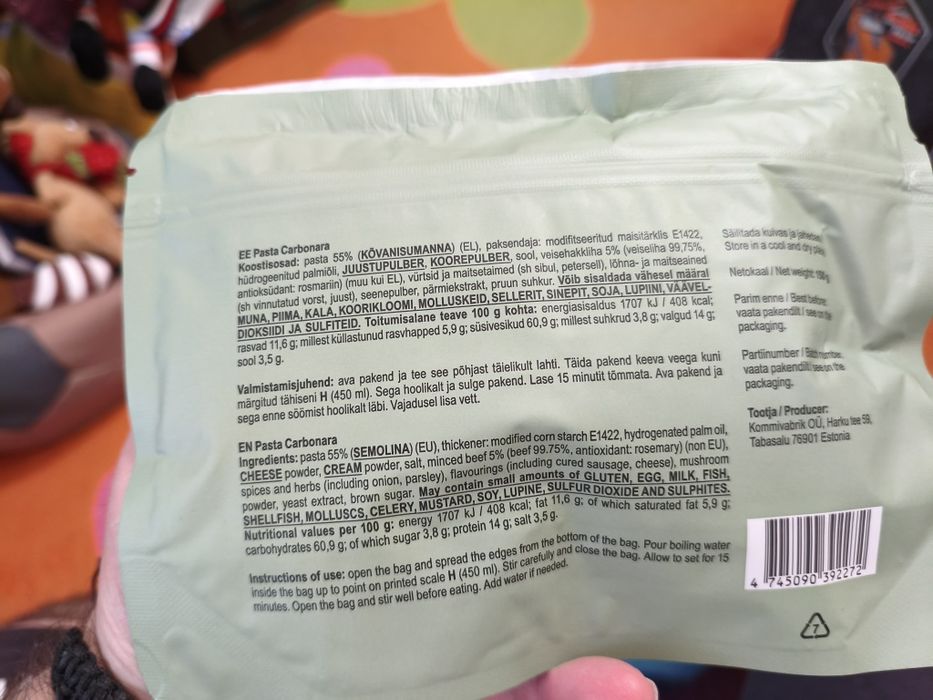 EE Pasta Carbonara
Koostisosad: pasta 55% (KÕVANISUMANNA) (EL), paksendaja: modifitseeritud maisitärklis E1422,
hüdrogeenitud palmiõli, JUUSTUPULBER, KOOREPULBER, sool, veisehakkliha 5% (veiseliha 99,75%,
antioksüdant: rosmariin) (muu kui EL), vürtsid ja maitsetaimed (sh sibul, petersell), lõhna- ja maitseained
(sh vinnutatud vorst, juust), seenepulber, pärmiekstrakt, pruun suhkur. Võib sisaldada vähesel määral
MUNA, PIIMA, KALA, KOORIKLOOMI, MOLLUSKEID, SELLERIT, SINEPIT, SOJA, LUPIINI, VÄÄVEL-
DIOKSIIDI JA SULFITEID. Toitumisalane teave 100 g kohta: energiasisaldus 1707 kJ / 408 kcal;
rasvad 11,6 g; millest küllastunud rasvhapped 5,9 g; süsivesikud 60,9 g; millest suhkrud 3,8 g; valgud 14 g;
sool 3,5 g.
Valmistamisjuhend: ava pakend ja tee see põhjast täielikult lahti. Täida pakend keeva veega kuni
märgitud tähiseni H (450 ml). Sega hoolikalt ja sulge pakend. Lase 15 minutit tõmmata. Ava pakend ja
sega enne söömist hoolikalt läbi. Vajadusel lisa vett.
EN Pasta Carbonara
Ingredients: pasta 55% (SEMOLINA) (EU), thickener: modified corn starch E1422, hydrogenated palm oil,
CHEESE powder, CREAM powder, salt, minced beef 5% (beef 99.75%, antioxidant: rosemary) (non EU),
spices and herbs (including onion, parsley), flavourings (including cured sausage, cheese), mushroom
powder, yeast extract, brown sugar. May contain small amounts of GLUTEN, EGG, MILK, FISH,
SHELLFISH, MOLLUSCS, CELERY, MUSTARD, SOY, LUPINE, SULFUR DIOXIDE AND SULPHITES.
Nutritional values per 100 g: energy 1707 kJ / 408 kcal; fat 11,6 g; of which saturated fat 5,9 g;
carbohydrates 60,9 g; of which sugar 3,8 g; protein 14 g; salt 3,5 g.
Instructions of use: open the bag and spread the edges from the bottom of the bag. Pour boiling water
inside the bag up to point on printed scale H (450 ml). Stir carefully and close the bag. Allow to set for 15
minutes. Open the bag and stir well before eating. Add water if needed.
Säilitada kuivas ja jahedas
Store in a cool and dry place
Netokaal / Net weight:
Parim enne / Best before:
vaata pakendilt / see on the
packaging.
Partiinumber / Batch number:
vaata pakendilt / see on the
packaging.
Tootja / Producer:
Kommivabrik OÜ, Harku tee 58,
Tabasalu 76901 Estonia
4 745090 392272
7